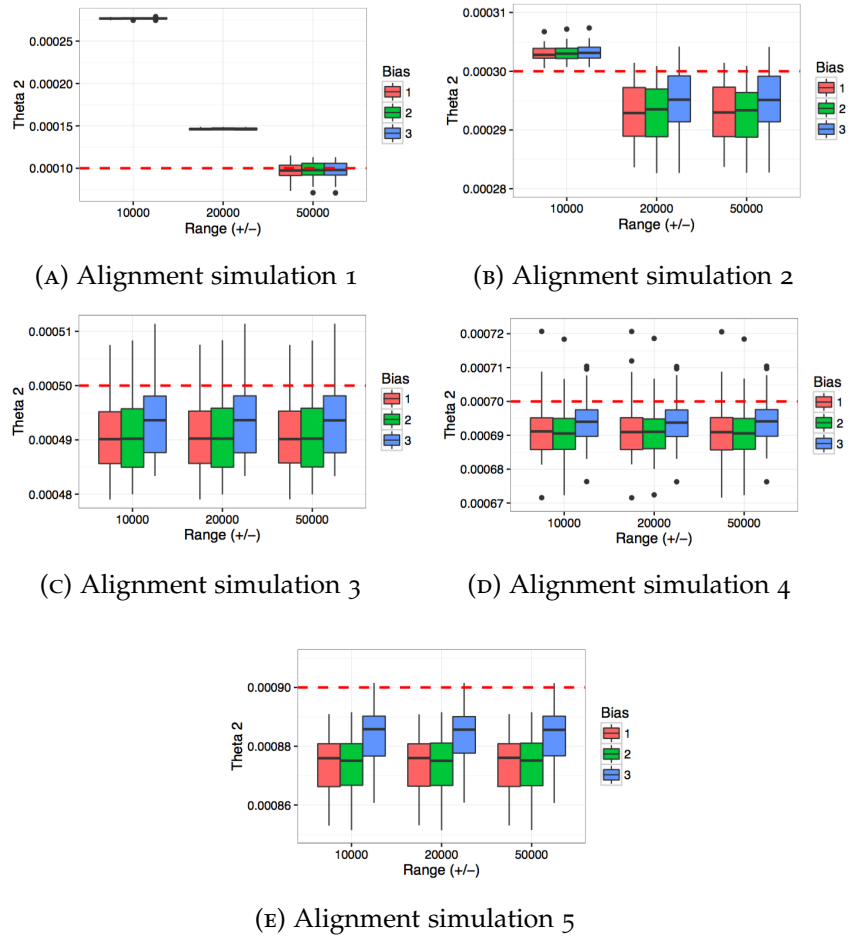 0.00025
0.00020
0.00015
0.00010
Theta 2
10000 20000 50000
Range (+/−)
Bias
1
2
3
(A) Alignment simulation 1
0.00031
0.00030
0.00029
0.00028
Theta 2
10000 20000 50000
Range (+/−)
Bias
1
2
3
(B) Alignment simulation 2
0.00051
0.00050
0.00049
0.00048
Theta 2
10000 20000 50000
Range (+/−)
Bias
1
2
3
(C) Alignment simulation 3
0.00072
0.00071
0.00070
0.00069
0.00068
0.00067
Theta 2
10000 20000 50000
Range (+/−)
Bias
1
2
3
(D) Alignment simulation 4
0.00090
0.00088
0.00086
Theta 2
10000 20000 50000
Range (+/−)
Bias
1
2
3
(E) Alignment simulation 5